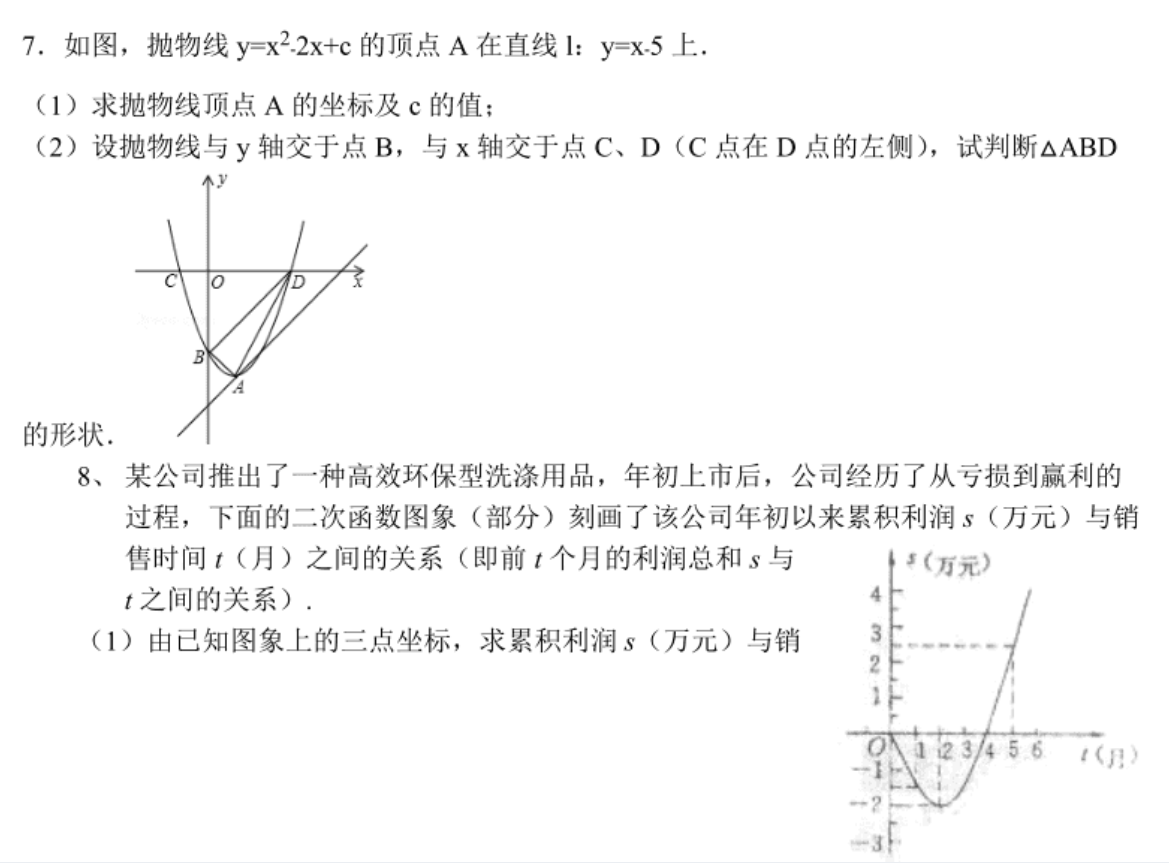 7．如图，抛物线 y=x²-2x+c 的顶点 A 在直线 l：y=x-5 上．
（1）求抛物线顶点 A 的坐标及 c 的值；
（2）设抛物线与 y 轴交于点 B，与 x 轴交于点 C、D（C 点在 D 点的左侧），试判断△ABD
y
C O D x
B
A
的形状．
8、 某公司推出了一种高效环保型洗涤用品，年初上市后，公司经历了从亏损到赢利的
过程，下面的二次函数图象（部分）刻画了该公司年初以来累积利润 s（万元）与销
售时间 t（月）之间的关系（即前 t 个月的利润总和 s 与
t 之间的关系）.
（1）由已知图象上的三点坐标，求累积利润 s（万元）与销
s（万元）
4
3
2
1
O 1 2 3 4 5 6 t（月）
-1
-2
-3